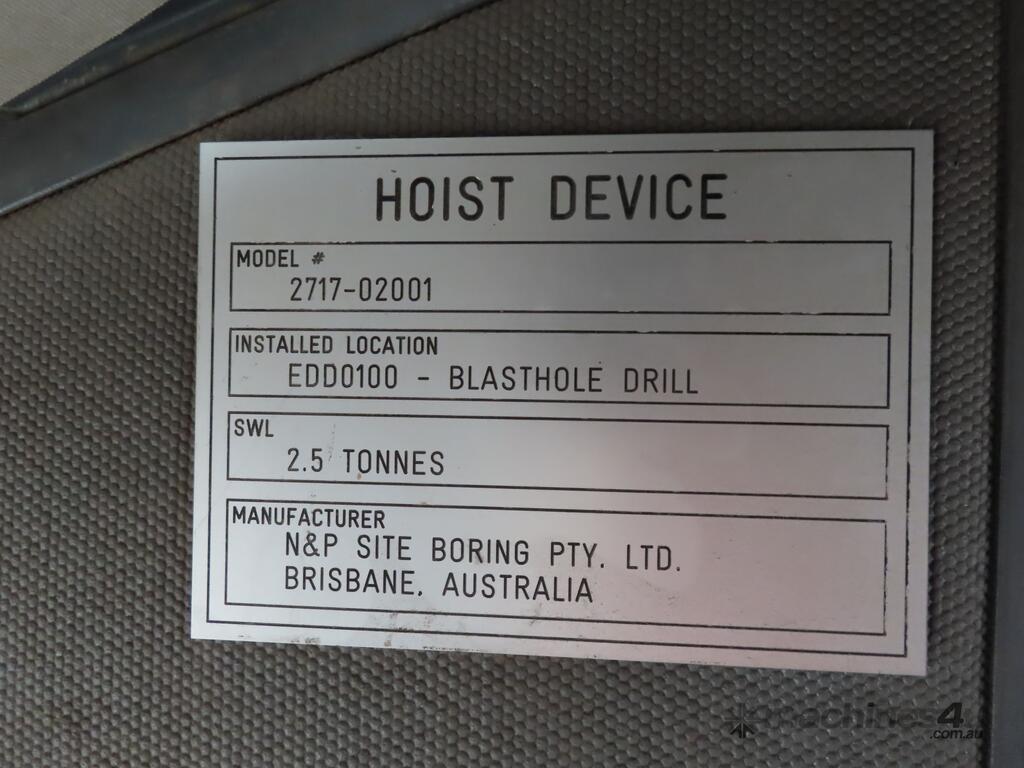 HOIST DEVICE
MODEL #
2717-02001
INSTALLED LOCATION
EDD0100 - BLASTHOLE DRILL
SWL
2.5 TONNES
MANUFACTURER
N&P SITE BORING PTY. LTD.
BRISBANE, AUSTRALIA
machines4
.com.au